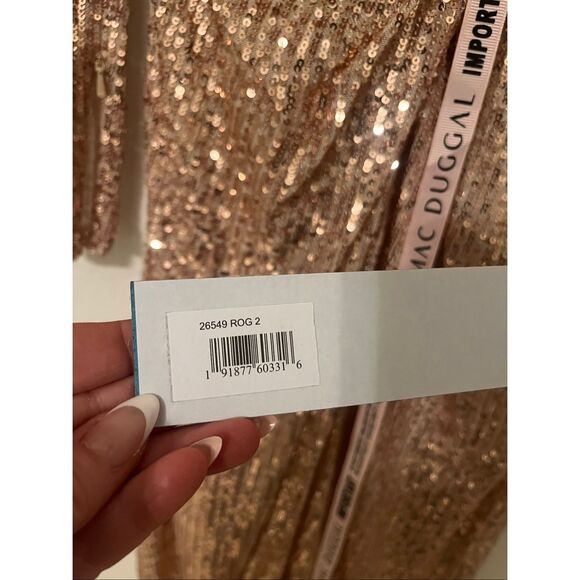 MAC DUGGAL IMPORT
26549 ROG 2
1 91877 60331 6